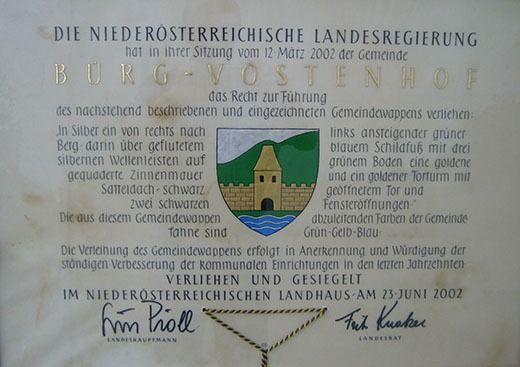 DIE NIEDERÖSTERREICHISCHE LANDESREGIERUNG
hat in ihrer Sitzung vom 12·März 2002 der Gemeinde
BÜRG-VÖSTENHOF
das Recht zur Führung
des nachstehend beschriebenen und eingezeichneten Gemeindewappens verliehen:
„In Silber ein von rechts nach links ansteigender grüner
Berg·darin über geflutetem blauem Schildfuß mit drei
silbernen Wellenleisten auf grünem Boden eine goldene
gequaderte Zinnenmauer und ein goldener Torturm mit
Satteldach·schwarz geöffnetem Tor und
zwei schwarzen Fensteröffnungen·"
Die aus diesem Gemeindewappen abzuleitenden Farben der Gemeinde
fahne sind Grün-Gelb-Blau·
Die Verleihung des Gemeindewappens erfolgt in Anerkennung und Würdigung der
ständigen Verbesserung der kommunalen Einrichtungen in den letzten Jahrzehnten·
VERLIEHEN UND GESIEGELT
IM NIEDERÖSTERREICHISCHEN LANDHAUS·AM 23·JUNI 2002
Erwin Pröll
LANDESHAUPTMANN
LANDESRAT